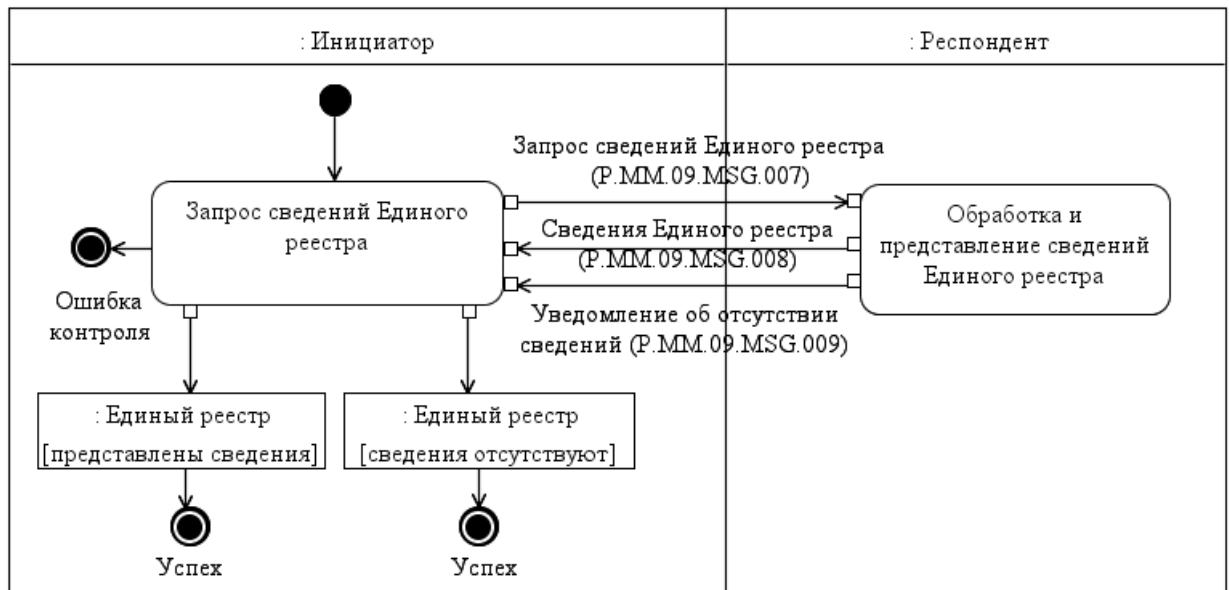 : Инициатор
: Респондент
Запрос сведений Единого реестра
(P.MM.09.MSG.007)
Запрос сведений Единого
реестра
Обработка и
представление сведений
Единого реестра
Сведения Единого реестра
(P.MM.09.MSG.008)
Ошибка
контроля
Уведомление об отсутствии
сведений (P.MM.09.MSG.009)
: Единый реестр
[представлены сведения]
: Единый реестр
[сведения отсутствуют]
Успех
Успех